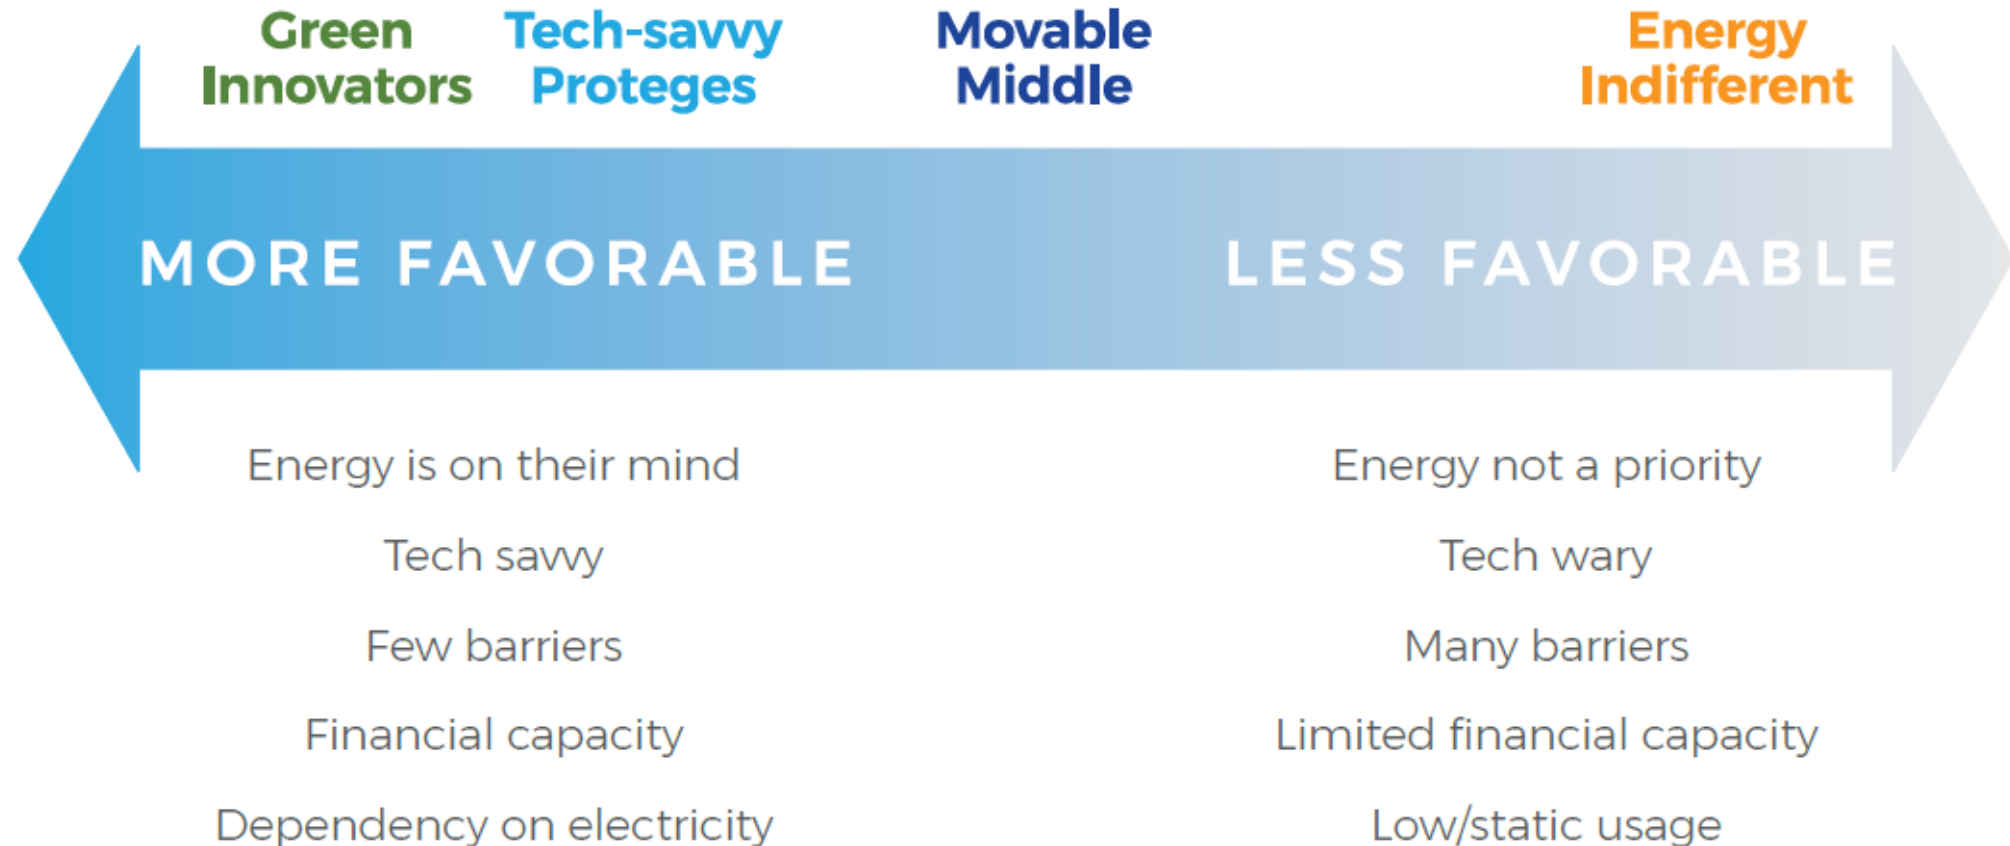 Green
Innovators
Tech-savvy
Proteges
Movable
Middle
Energy
Indifferent
MORE FAVORABLE
LESS FAVORABLE
Energy is on their mind
Tech savvy
Few barriers
Financial capacity
Dependency on electricity
Energy not a priority
Tech wary
Many barriers
Limited financial capacity
Low/static usage